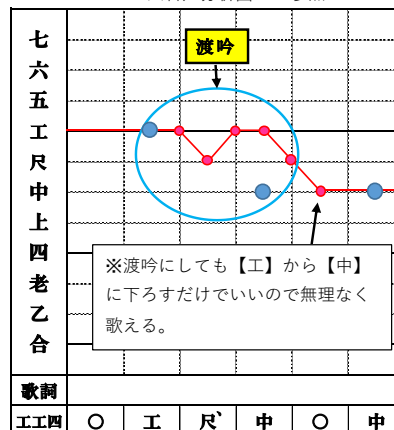 渡吟
七
六
五
工
尺
中
上
四
老
乙
合
※渡吟にしても【工】から【中】
に下ろすだけでいいので無理なく
歌える。
歌詞
工工四 〇 工 尺、 中 〇 中